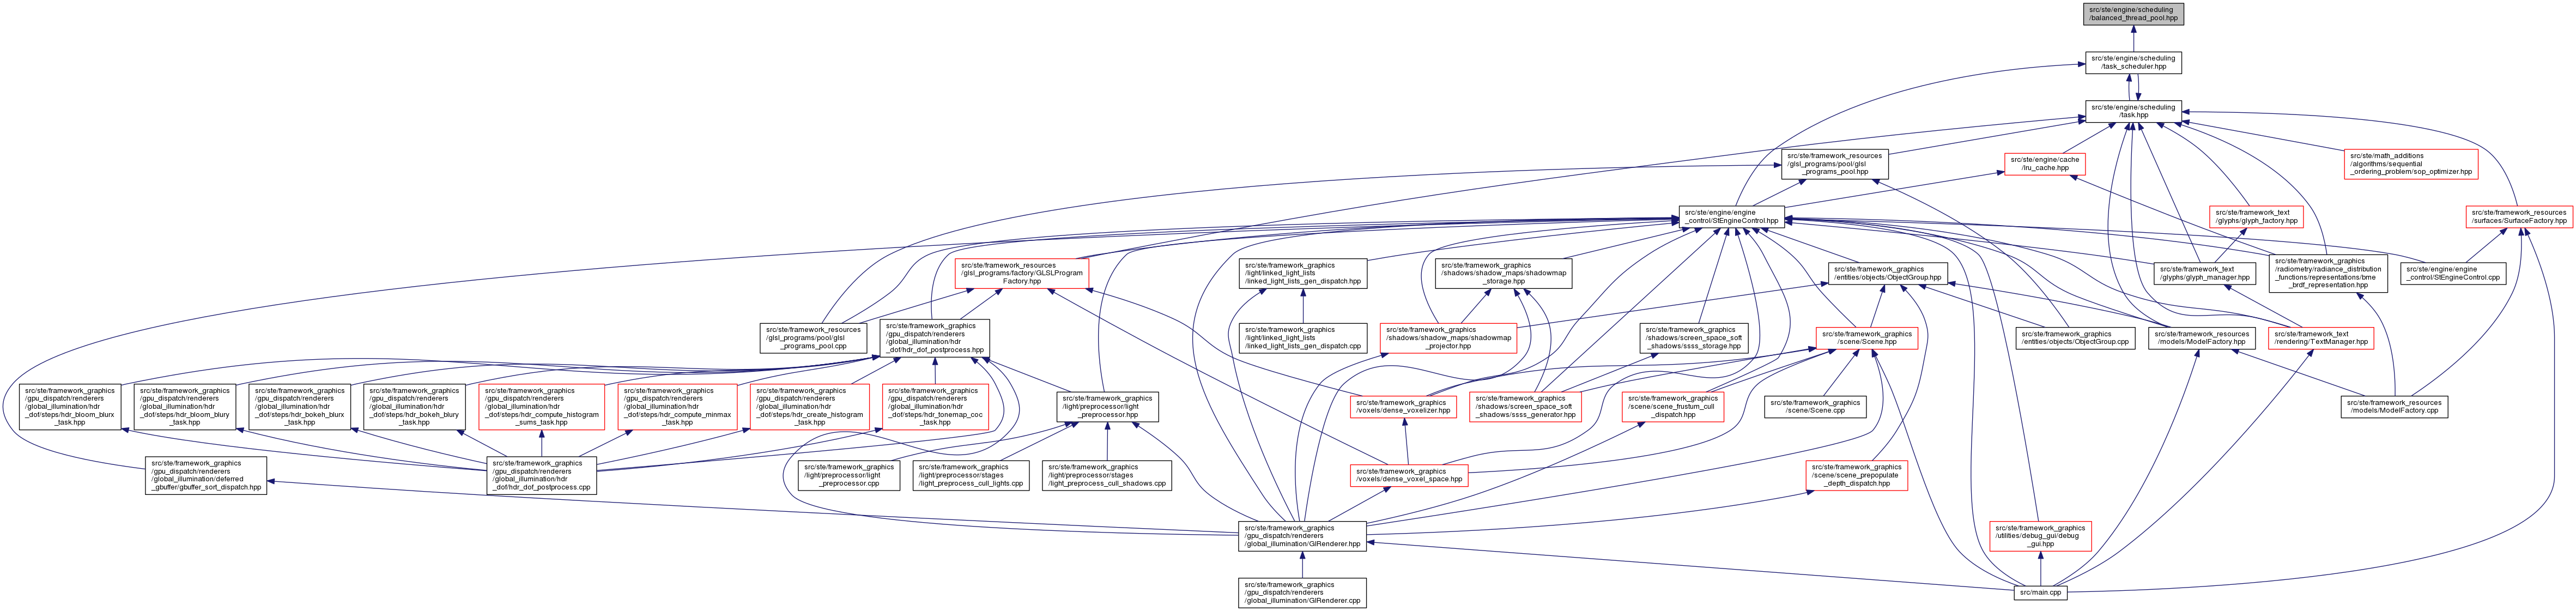 src/ste/engine/scheduling
/balanced_thread_pool.hpp
src/ste/engine/scheduling
/task_scheduler.hpp
src/ste/engine/scheduling
/task.hpp
src/ste/framework_resources
/glsl_programs/pool/glsl
_programs_pool.hpp
src/ste/engine/cache
/lru_cache.hpp
src/ste/math_additions
/algorithms/sequential
_ordering_problem/sop_optimizer.hpp
src/ste/engine/engine
_control/StEngineControl.hpp
src/ste/framework_text
/glyphs/glyph_factory.hpp
src/ste/framework_resources
/surfaces/SurfaceFactory.hpp
src/ste/framework_resources
/glsl_programs/factory/GLSLProgram
Factory.hpp
src/ste/framework_graphics
/light/linked_light_lists
/linked_light_lists_gen_dispatch.hpp
src/ste/framework_graphics
/shadows/shadow_maps/shadowmap
_storage.hpp
src/ste/framework_graphics
/entities/objects/ObjectGroup.hpp
src/ste/framework_text
/glyphs/glyph_manager.hpp
src/ste/framework_graphics
/radiometry/radiance_distribution
_functions/representations/bme
_brdf_representation.hpp
src/ste/engine/engine
_control/StEngineControl.cpp
src/ste/framework_resources
/glsl_programs/pool/glsl
_programs_pool.cpp
src/ste/framework_graphics
/gpu_dispatch/renderers
/global_illumination/hdr
_dof/hdr_dof_postprocess.hpp
src/ste/framework_graphics
/light/linked_light_lists
/linked_light_lists_gen_dispatch.cpp
src/ste/framework_graphics
/shadows/shadow_maps/shadowmap
_projector.hpp
src/ste/framework_graphics
/shadows/screen_space_soft
_shadows/ssss_storage.hpp
src/ste/framework_graphics
/scene/Scene.hpp
src/ste/framework_graphics
/entities/objects/ObjectGroup.cpp
src/ste/framework_resources
/models/ModelFactory.hpp
src/ste/framework_text
/rendering/TextManager.hpp
src/ste/framework_graphics
/gpu_dispatch/renderers
/global_illumination/hdr
_dof/steps/hdr_bloom_blurx
_task.hpp
src/ste/framework_graphics
/gpu_dispatch/renderers
/global_illumination/hdr
_dof/steps/hdr_bloom_blury
_task.hpp
src/ste/framework_graphics
/gpu_dispatch/renderers
/global_illumination/hdr
_dof/steps/hdr_bokeh_blurx
_task.hpp
src/ste/framework_graphics
/gpu_dispatch/renderers
/global_illumination/hdr
_dof/steps/hdr_bokeh_blury
_task.hpp
src/ste/framework_graphics
/gpu_dispatch/renderers
/global_illumination/hdr
_dof/steps/hdr_compute_histogram
_sums_task.hpp
src/ste/framework_graphics
/gpu_dispatch/renderers
/global_illumination/hdr
_dof/steps/hdr_compute_minmax
_task.hpp
src/ste/framework_graphics
/gpu_dispatch/renderers
/global_illumination/hdr
_dof/steps/hdr_create_histogram
_task.hpp
src/ste/framework_graphics
/gpu_dispatch/renderers
/global_illumination/hdr
_dof/steps/hdr_tonemap_coc
_task.hpp
src/ste/framework_graphics
/light/preprocessor/light
_preprocessor.hpp
src/ste/framework_graphics
/voxels/dense_voxelizer.hpp
src/ste/framework_graphics
/shadows/screen_space_soft
_shadows/ssss_generator.hpp
src/ste/framework_graphics
/scene/scene_frustum_cull
_dispatch.hpp
src/ste/framework_graphics
/scene/Scene.cpp
src/ste/framework_resources
/models/ModelFactory.cpp
src/ste/framework_graphics
/gpu_dispatch/renderers
/global_illumination/deferred
_gbuffer/gbuffer_sort_dispatch.hpp
src/ste/framework_graphics
/gpu_dispatch/renderers
/global_illumination/hdr
_dof/hdr_dof_postprocess.cpp
src/ste/framework_graphics
/light/preprocessor/light
_preprocessor.cpp
src/ste/framework_graphics
/light/preprocessor/stages
/light_preprocess_cull_lights.cpp
src/ste/framework_graphics
/light/preprocessor/stages
/light_preprocess_cull_shadows.cpp
src/ste/framework_graphics
/voxels/dense_voxel_space.hpp
src/ste/framework_graphics
/scene/scene_prepopulate
_depth_dispatch.hpp
src/ste/framework_graphics
/gpu_dispatch/renderers
/global_illumination/GIRenderer.hpp
src/ste/framework_graphics
/utilities/debug_gui/debug
_gui.hpp
src/ste/framework_graphics
/gpu_dispatch/renderers
/global_illumination/GIRenderer.cpp
src/main.cpp